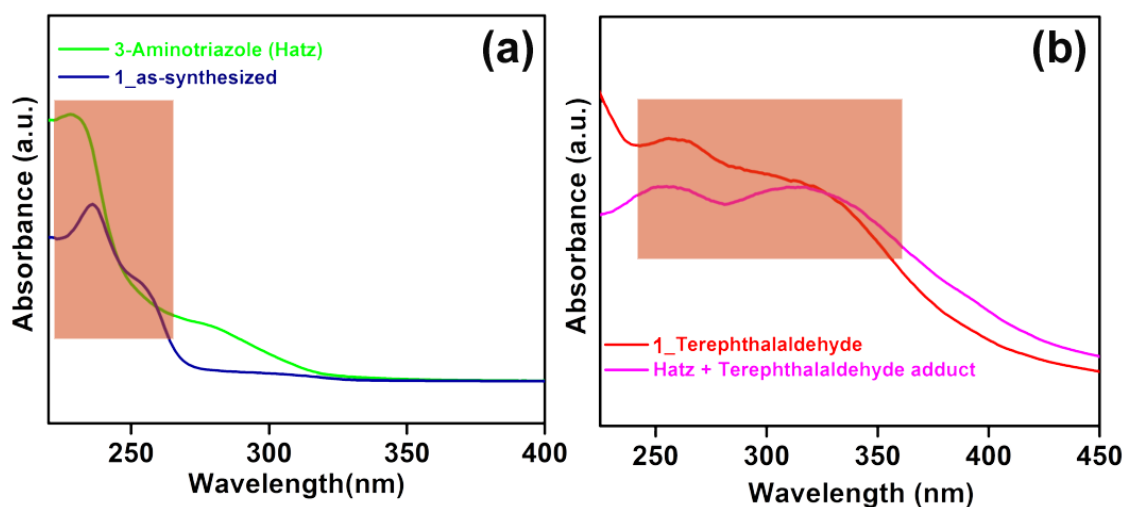 (a)
3-Aminotriazole (Hatz)
1_as-synthesized
Absorbance (a.u.)
250
300
350
400
Wavelength(nm)
(b)
1_Terephthalaldehyde
Hatz + Terephthalaldehyde adduct
Absorbance (a.u.)
250
300
350
400
450
Wavelength (nm)